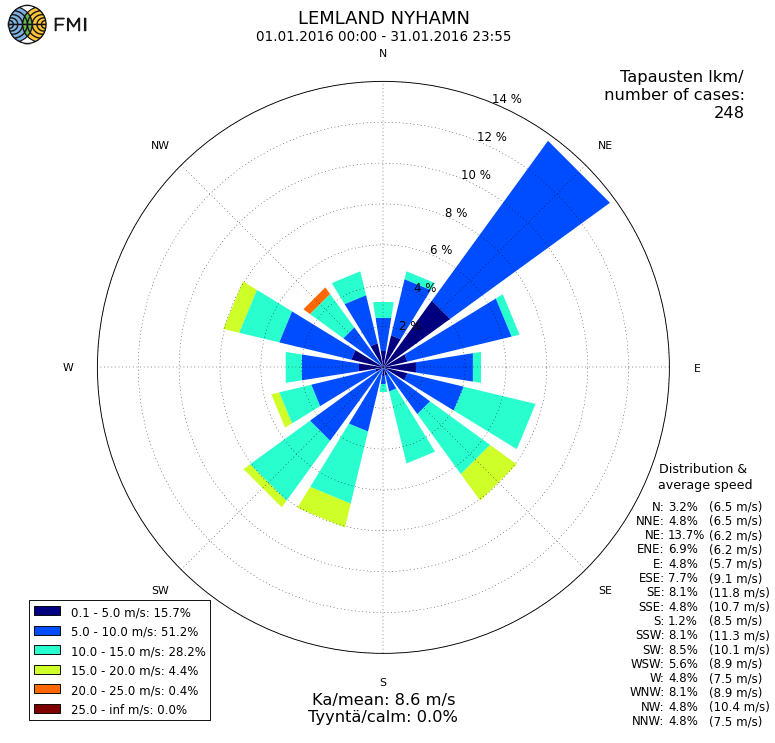 FMI
LEMLAND NYHAMN
01.01.2016 00:00 - 31.01.2016 23:55
Tapausten lkm/
number of cases:
248
N
NE
E
SE
S
SW
W
NW
14 %
12 %
10 %
8 %
6 %
4 %
2 %
Distribution &
average speed
N: 3.2% (6.5 m/s)
NNE: 4.8% (6.5 m/s)
NE: 13.7% (6.2 m/s)
ENE: 6.9% (6.2 m/s)
E: 4.8% (5.7 m/s)
ESE: 7.7% (9.1 m/s)
SE: 8.1% (11.8 m/s)
SSE: 4.8% (10.7 m/s)
S: 1.2% (8.5 m/s)
SSW: 8.1% (11.3 m/s)
SW: 8.5% (10.1 m/s)
WSW: 5.6% (8.9 m/s)
W: 4.8% (7.5 m/s)
WNW: 8.1% (8.9 m/s)
NW: 4.8% (10.4 m/s)
NNW: 4.8% (7.5 m/s)
0.1 - 5.0 m/s: 15.7%
5.0 - 10.0 m/s: 51.2%
10.0 - 15.0 m/s: 28.2%
15.0 - 20.0 m/s: 4.4%
20.0 - 25.0 m/s: 0.4%
25.0 - inf m/s: 0.0%
Ka/mean: 8.6 m/s
Tyyntä/calm: 0.0%